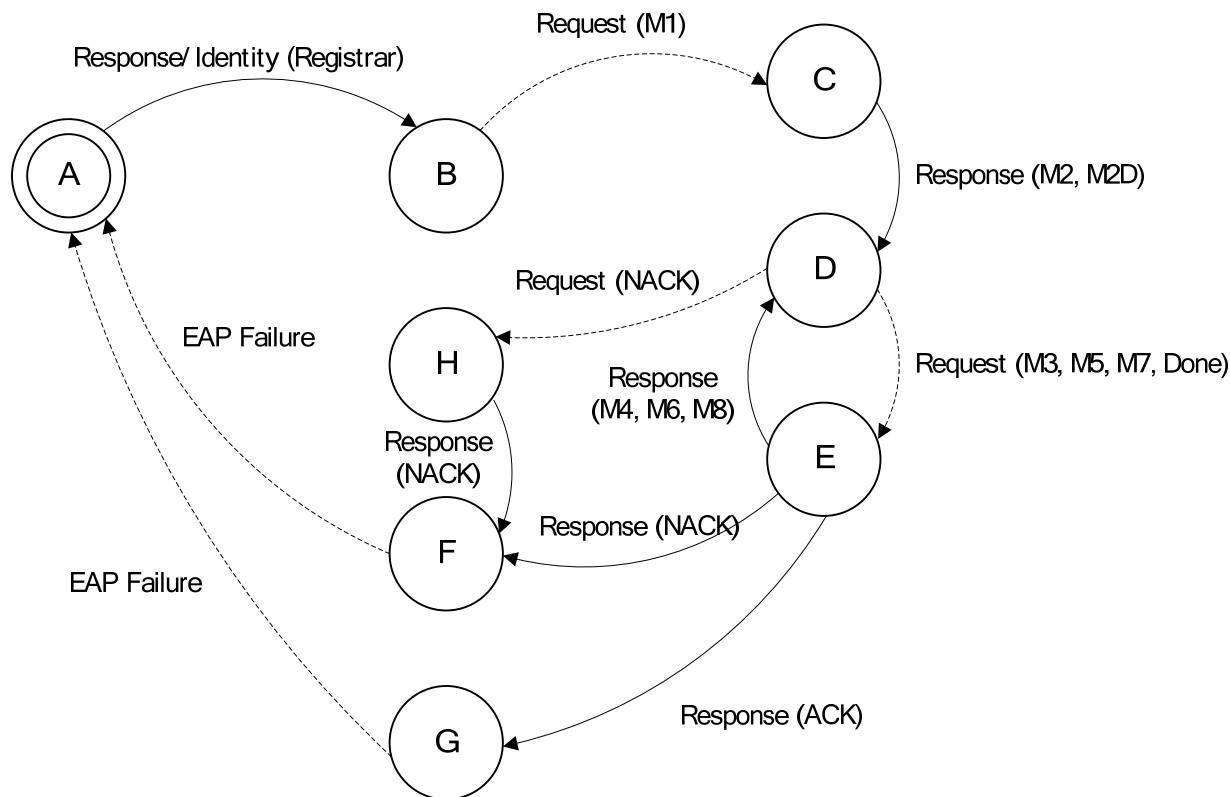 Request (M1)
Response/ Identity (Registrar)
C
A
B
Response (M2, M2D)
D
Request (NACK)
EAP Failure
H
Request (M3, M5, M7, Done)
Response
(M4, M6, M8)
Response
(NACK)
E
Response (NACK)
F
EAP Failure
Response (ACK)
G